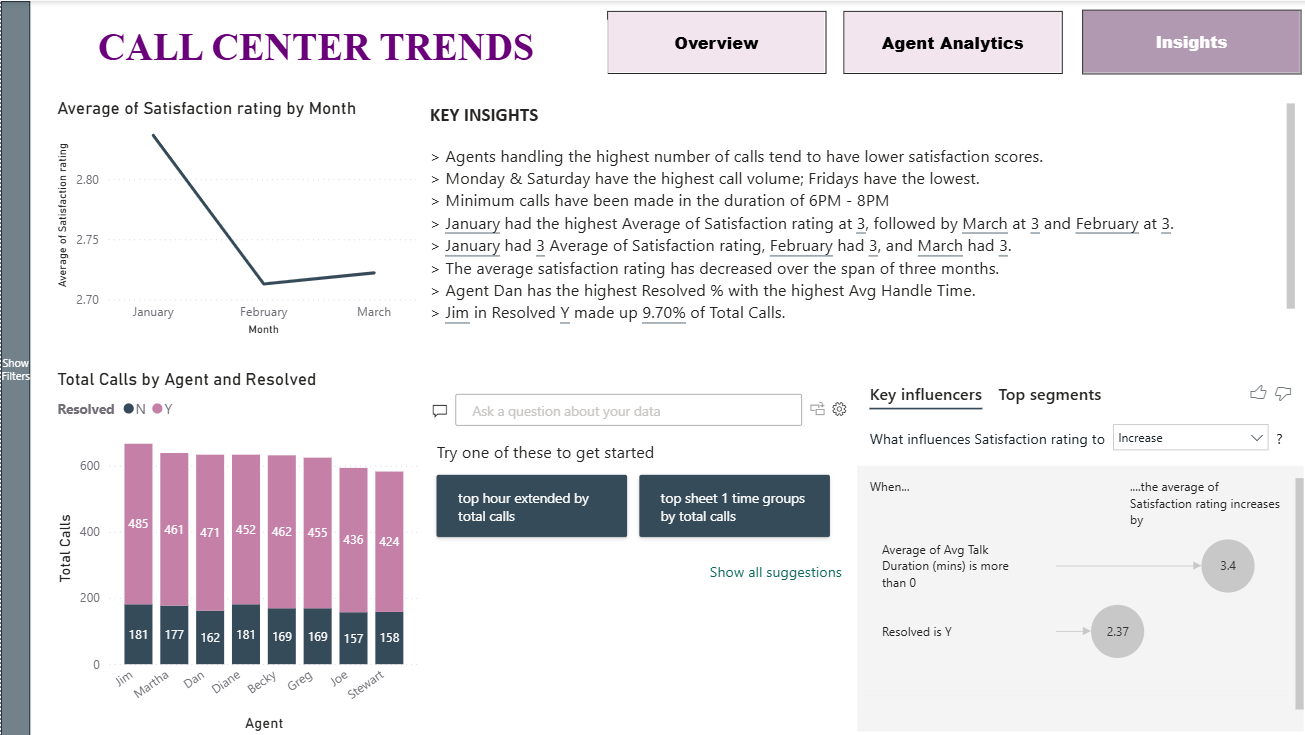 CALL CENTER TRENDS
Overview
Agent Analytics
Insights
Show
Filters
Average of Satisfaction rating by Month
Average of Satisfaction rating
2.80
2.75
2.70
January
February
March
Month
KEY INSIGHTS
> Agents handling the highest number of calls tend to have lower satisfaction scores.
> Monday & Saturday have the highest call volume; Fridays have the lowest.
> Minimum calls have been made in the duration of 6PM - 8PM
> January had the highest Average of Satisfaction rating at 3, followed by March at 3 and February at 3.
> January had 3 Average of Satisfaction rating, February had 3, and March had 3.
> The average satisfaction rating has decreased over the span of three months.
> Agent Dan has the highest Resolved % with the highest Avg Handle Time.
> Jim in Resolved Y made up 9.70% of Total Calls.
Total Calls by Agent and Resolved
Resolved N Y
Total Calls
600
400
200
0
485
461
471
452
462
455
436
424
181
177
162
181
169
169
157
158
Jim
Martha
Dan
Diane
Becky
Greg
Joe
Stewart
Agent
Ask a question about your data
Try one of these to get started
top hour extended by
total calls
top sheet 1 time groups
by total calls
Show all suggestions
Key influencers
Top segments
What influences Satisfaction rating to
Increase
?
When...
....the average of
Satisfaction rating increases
by
Average of Avg Talk
Duration (mins) is more
than 0
3.4
Resolved is Y
2.37